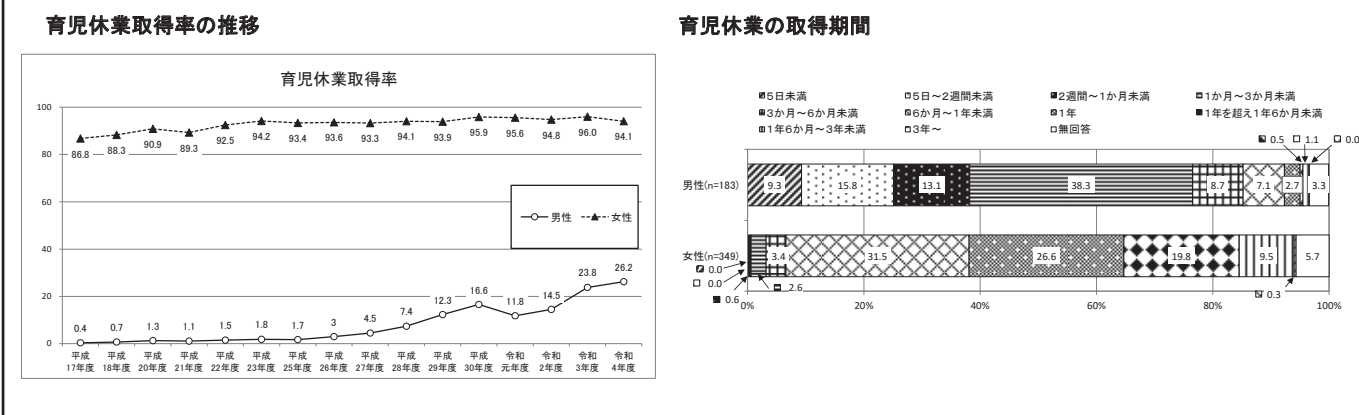 育児休業取得率の推移
育児休業取得率
100
80
60
40
20
0
86.8 88.3 90.9 89.3 92.5 94.2 93.4 93.6 93.3 94.1 93.9 95.9 95.6 94.8 96.0 94.1
男性 女性
0.4 0.7 1.3 1.1 1.5 1.8 1.7 3 4.5 7.4 12.3 16.6 11.8 14.5 23.8 26.2
平成 平成 平成 平成 平成 平成 平成 平成 平成 平成 平成 平成 令和 令和 令和 令和
17年度 18年度 20年度 21年度 22年度 23年度 25年度 26年度 27年度 28年度 29年度 30年度 元年度 2年度 3年度 4年度
育児休業の取得期間
5日未満 5日~2週間未満 2週間~1か月未満 1か月~3か月未満
3か月~6か月未満 6か月~1年未満 1年 1年を超え1年6か月未満
1年6か月~3年未満 3年~ 無回答
0.5 1.1 0.0
男性(n=183) 9.3 15.8 13.1 38.3 8.7 7.1 2.7 3.3
女性(n=349) 3.4 31.5 26.6 19.8 9.5 5.7
0.0
0.0
0.6
2.6
0.3
0% 20% 40% 60% 80% 100%